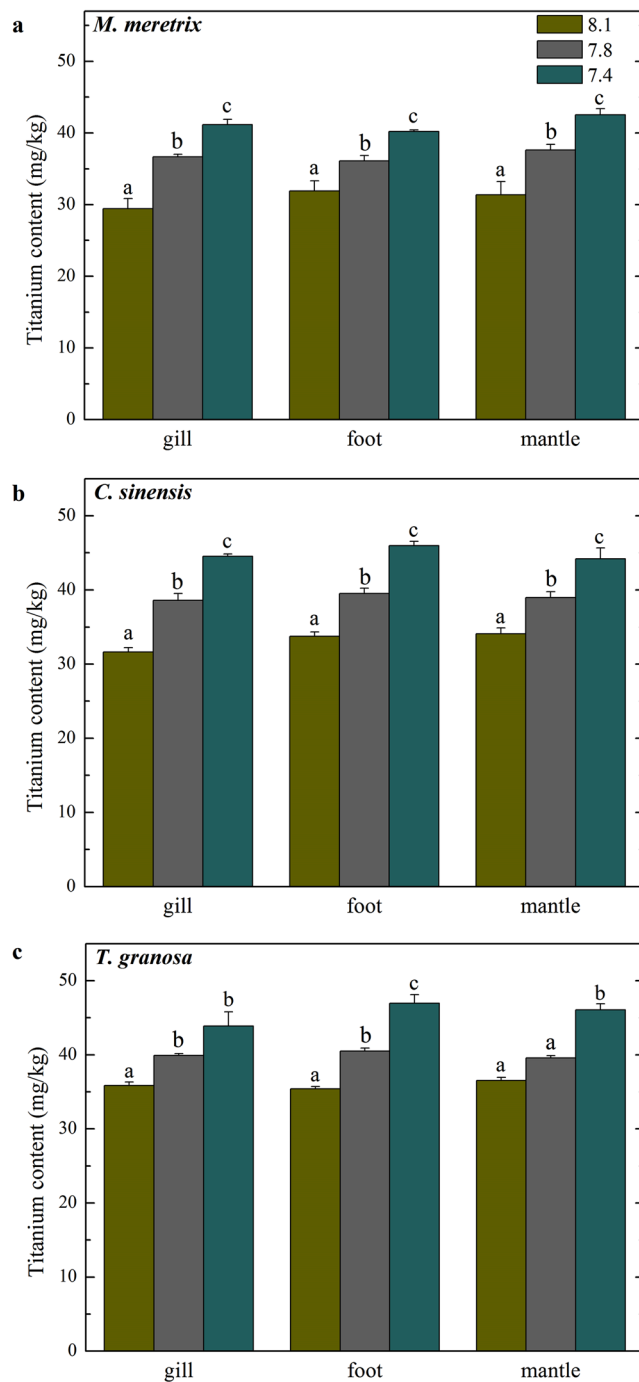 a
M. meretrix
8.1
7.8
7.4
Titanium content (mg/kg)
50
40
30
20
10
0
a b c
a b c
a b c
gill foot mantle
b
C. sinensis
Titanium content (mg/kg)
50
40
30
20
10
0
a b c
a b c
a b c
gill foot mantle
c
T. granosa
Titanium content (mg/kg)
50
40
30
20
10
0
a b b
a b c
a a b
gill foot mantle